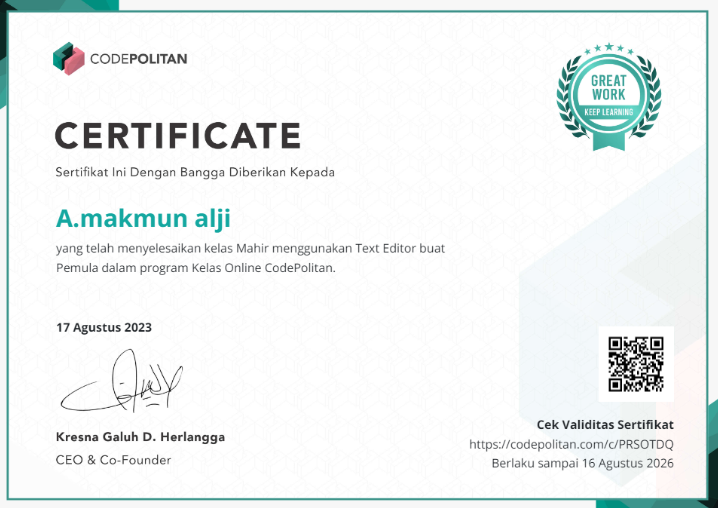 CODEPOLITAN
GREAT
WORK
KEEP LEARNING
CERTIFICATE
Sertifikat Ini Dengan Bangga Diberikan Kepada
A.makmun alji
yang telah menyelesaikan kelas Mahir menggunakan Text Editor buat
Pemula dalam program Kelas Online CodePolitan.
17 Agustus 2023
Kresna Galuh D. Herlangga
CEO & Co-Founder
Cek Validitas Sertifikat
https://codepolitan.com/c/PRSOTDQ
Berlaku sampai 16 Agustus 2026